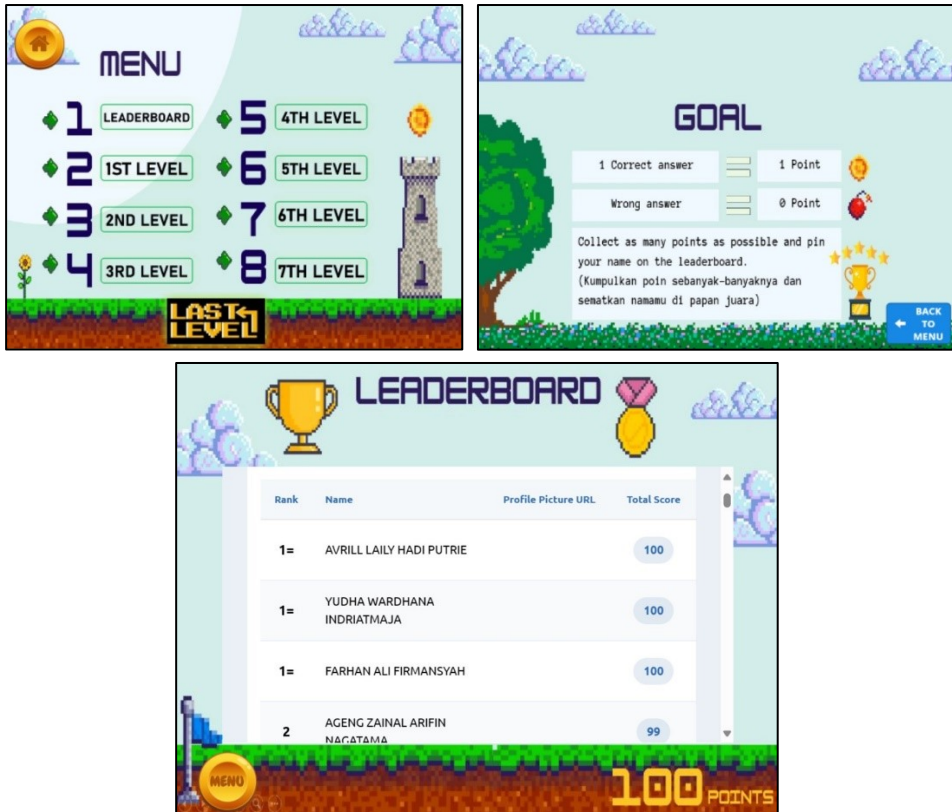 MENU
1 LEADERBOARD
2 1ST LEVEL
3 2ND LEVEL
4 3RD LEVEL
5 4TH LEVEL
6 5TH LEVEL
7 6TH LEVEL
8 7TH LEVEL
LAST
LEVEL
GOAL
1 Correct answer = 1 Point
Wrong answer = 0 Point
Collect as many points as possible and pin
your name on the leaderboard.
(Kumpulkan poin sebanyak-banyaknya dan
sematkan namamu di papan juara)
BACK
TO
MENU
LEADERBOARD
Rank Name Profile Picture URL Total Score
1= AVRILL LAILY HADI PUTRIE 100
1= YUDHA WARDHANA
INDRIATMAJA 100
1= FARHAN ALI FIRMANSYAH 100
2 AGENG ZAINAL ARIFIN
NAGATAMA 99
MENU
100 POINTS